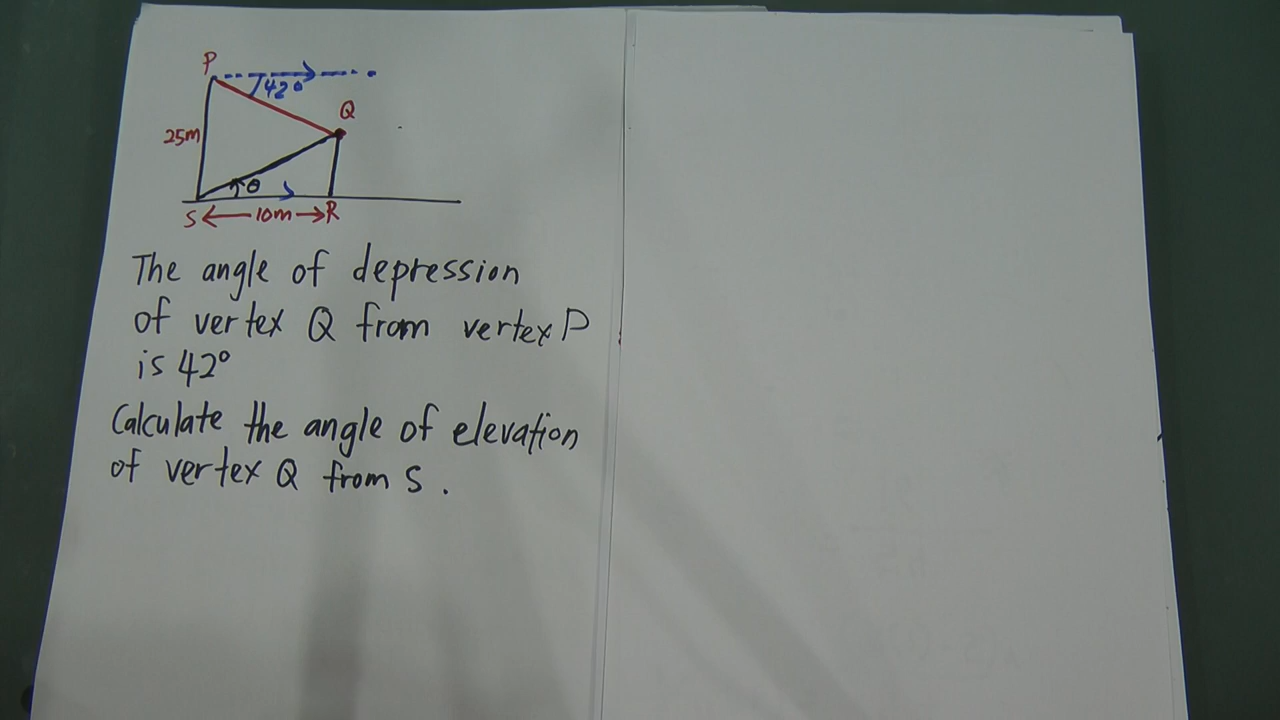 P
42°
Q
25m
θ
S 10m R
The angle of depression
of vertex Q from vertex P
is 42°
Calculate the angle of elevation
of vertex Q from S.